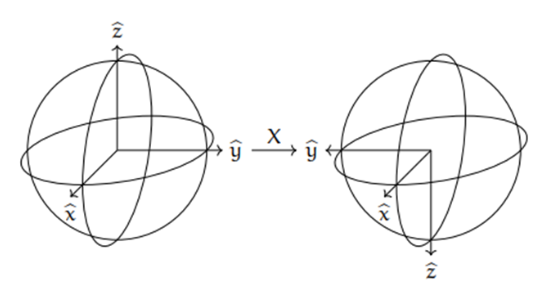 ẑ
ŷ X ŷ
x̂ x̂
ẑ